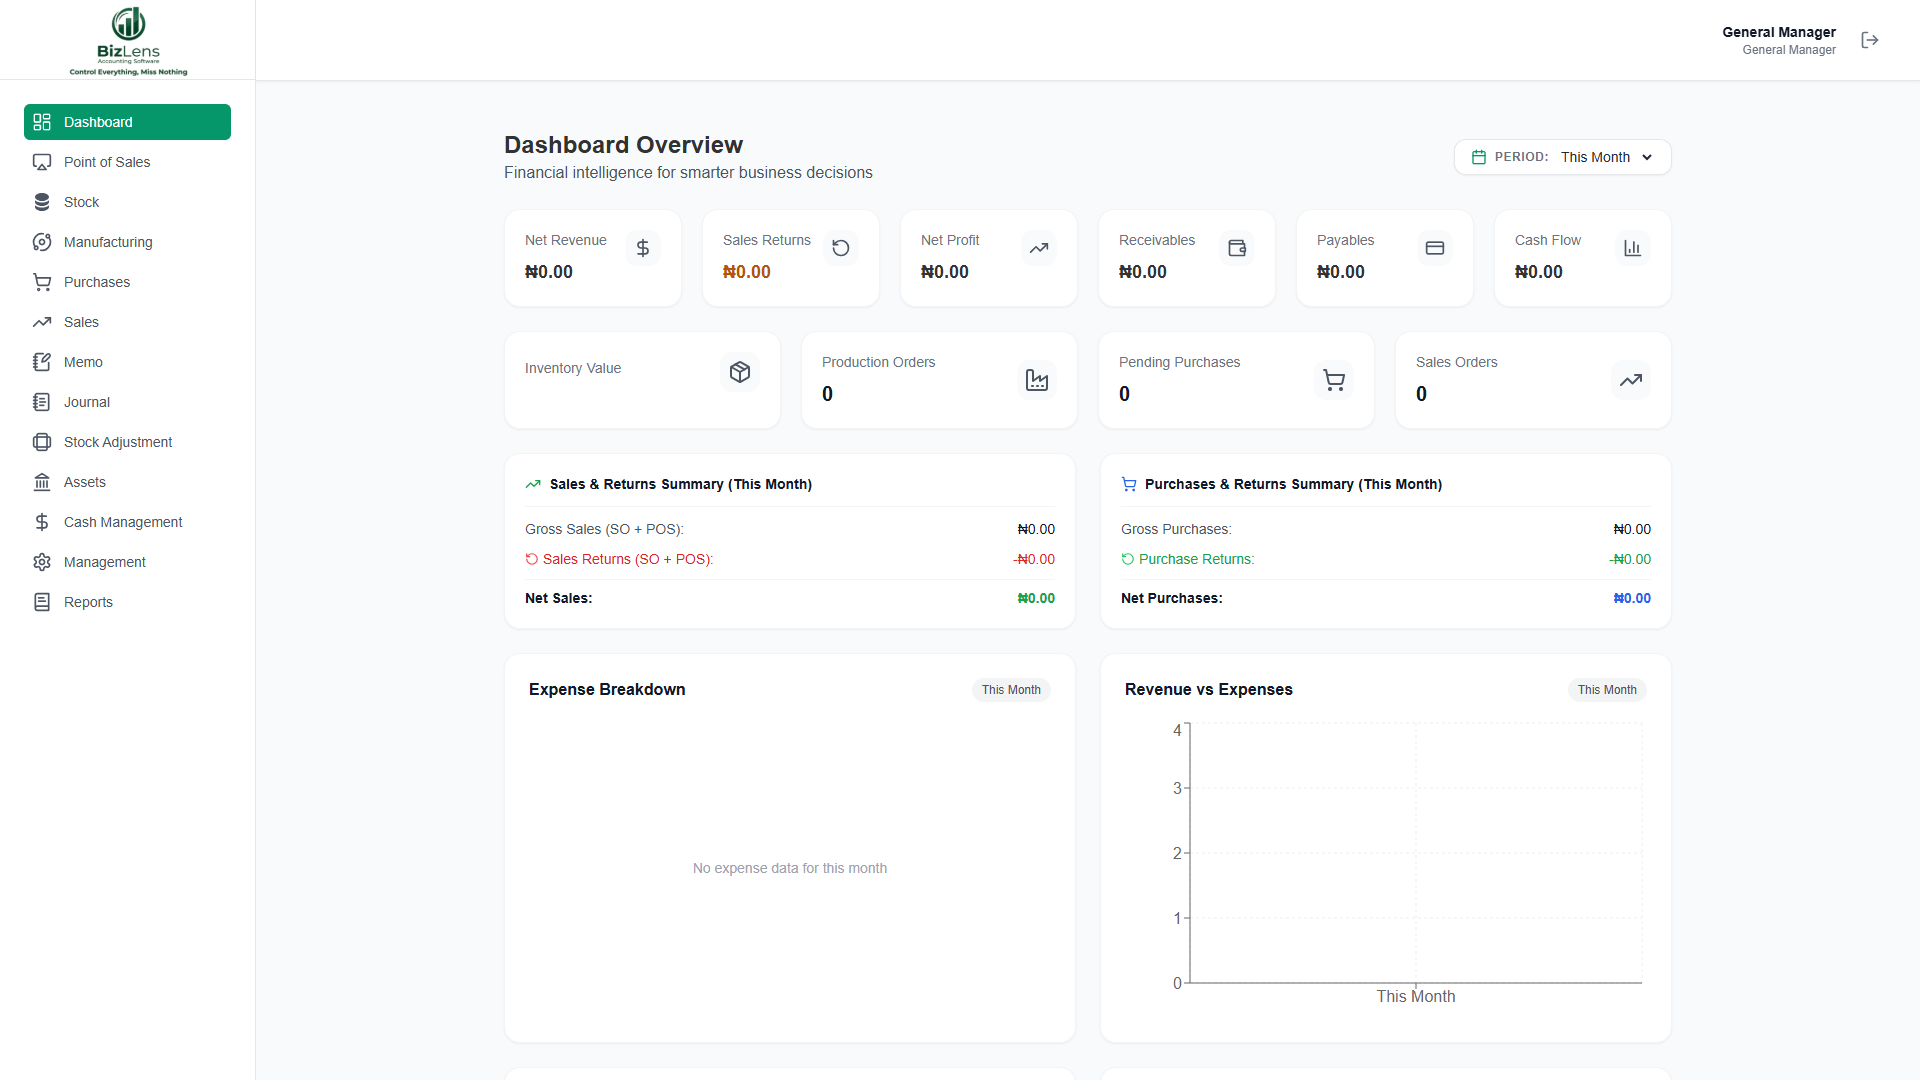 BizLens
Accounting Software
Control Everything, Miss Nothing
General Manager
General Manager
Dashboard
Point of Sales
Stock
Manufacturing
Purchases
Sales
Memo
Journal
Stock Adjustment
Assets
Cash Management
Management
Reports
Dashboard Overview
Financial intelligence for smarter business decisions
PERIOD: This Month
Net Revenue
₦0.00
Sales Returns
₦0.00
Net Profit
₦0.00
Receivables
₦0.00
Payables
₦0.00
Cash Flow
₦0.00
Inventory Value
Production Orders
0
Pending Purchases
0
Sales Orders
0
Sales & Returns Summary (This Month)
Gross Sales (SO + POS): ₦0.00
Sales Returns (SO + POS): -₦0.00
Net Sales: ₦0.00
Purchases & Returns Summary (This Month)
Gross Purchases: ₦0.00
Purchase Returns: -₦0.00
Net Purchases: ₦0.00
Expense Breakdown This Month
No expense data for this month
Revenue vs Expenses This Month
4
3
2
1
0
This Month